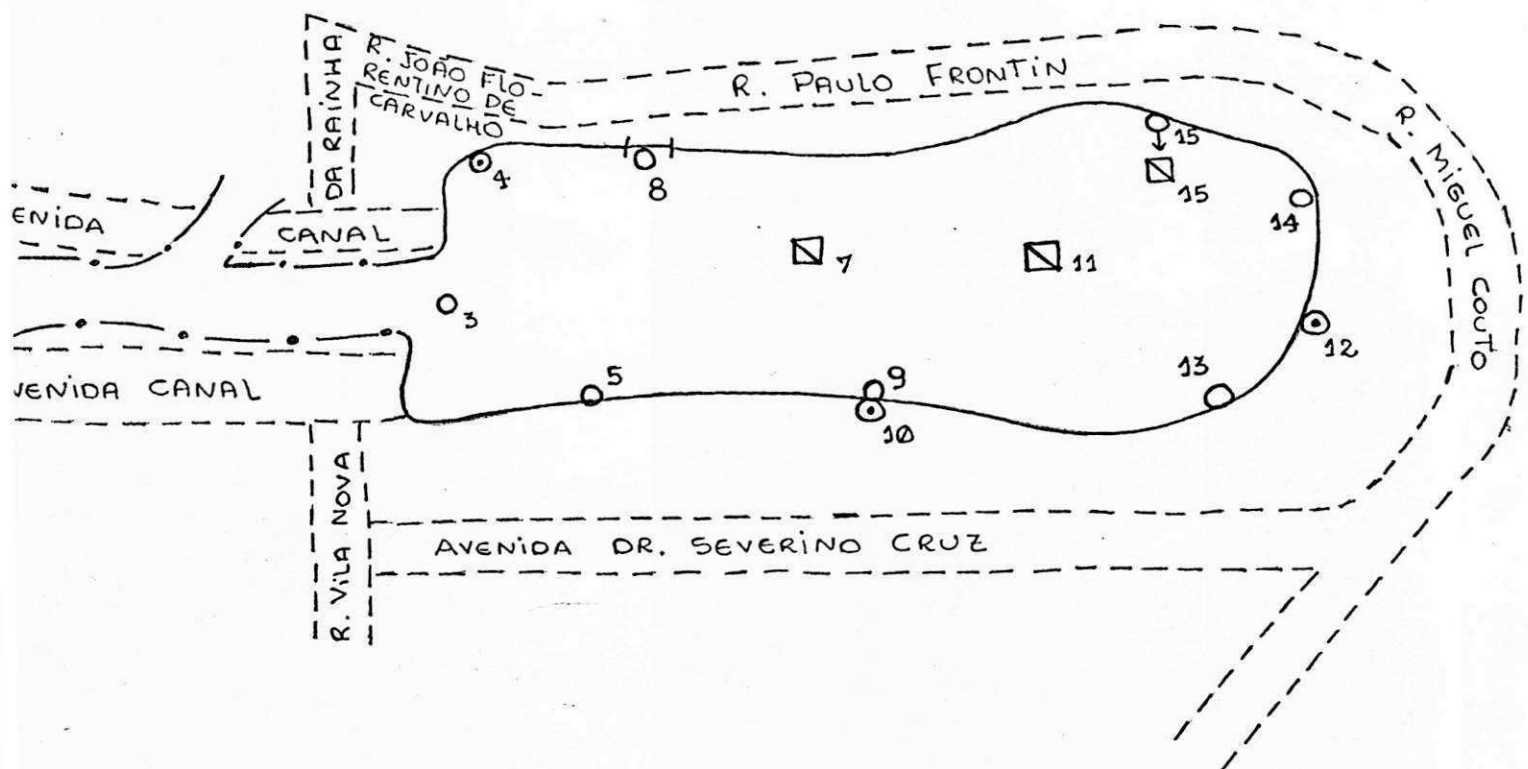 DA RAÍNHA
R. JOÃO FLO-
RENTINO DE
CARVALHO
R. PAULO FRONTIN
R. MIGUEL COUTO
4
8
15
15
14
ENIDA
CANAL
7
11
3
12
VENIDA CANAL
5
9
10
13
R. VILA NOVA
AVENIDA DR. SEVERINO CRUZ